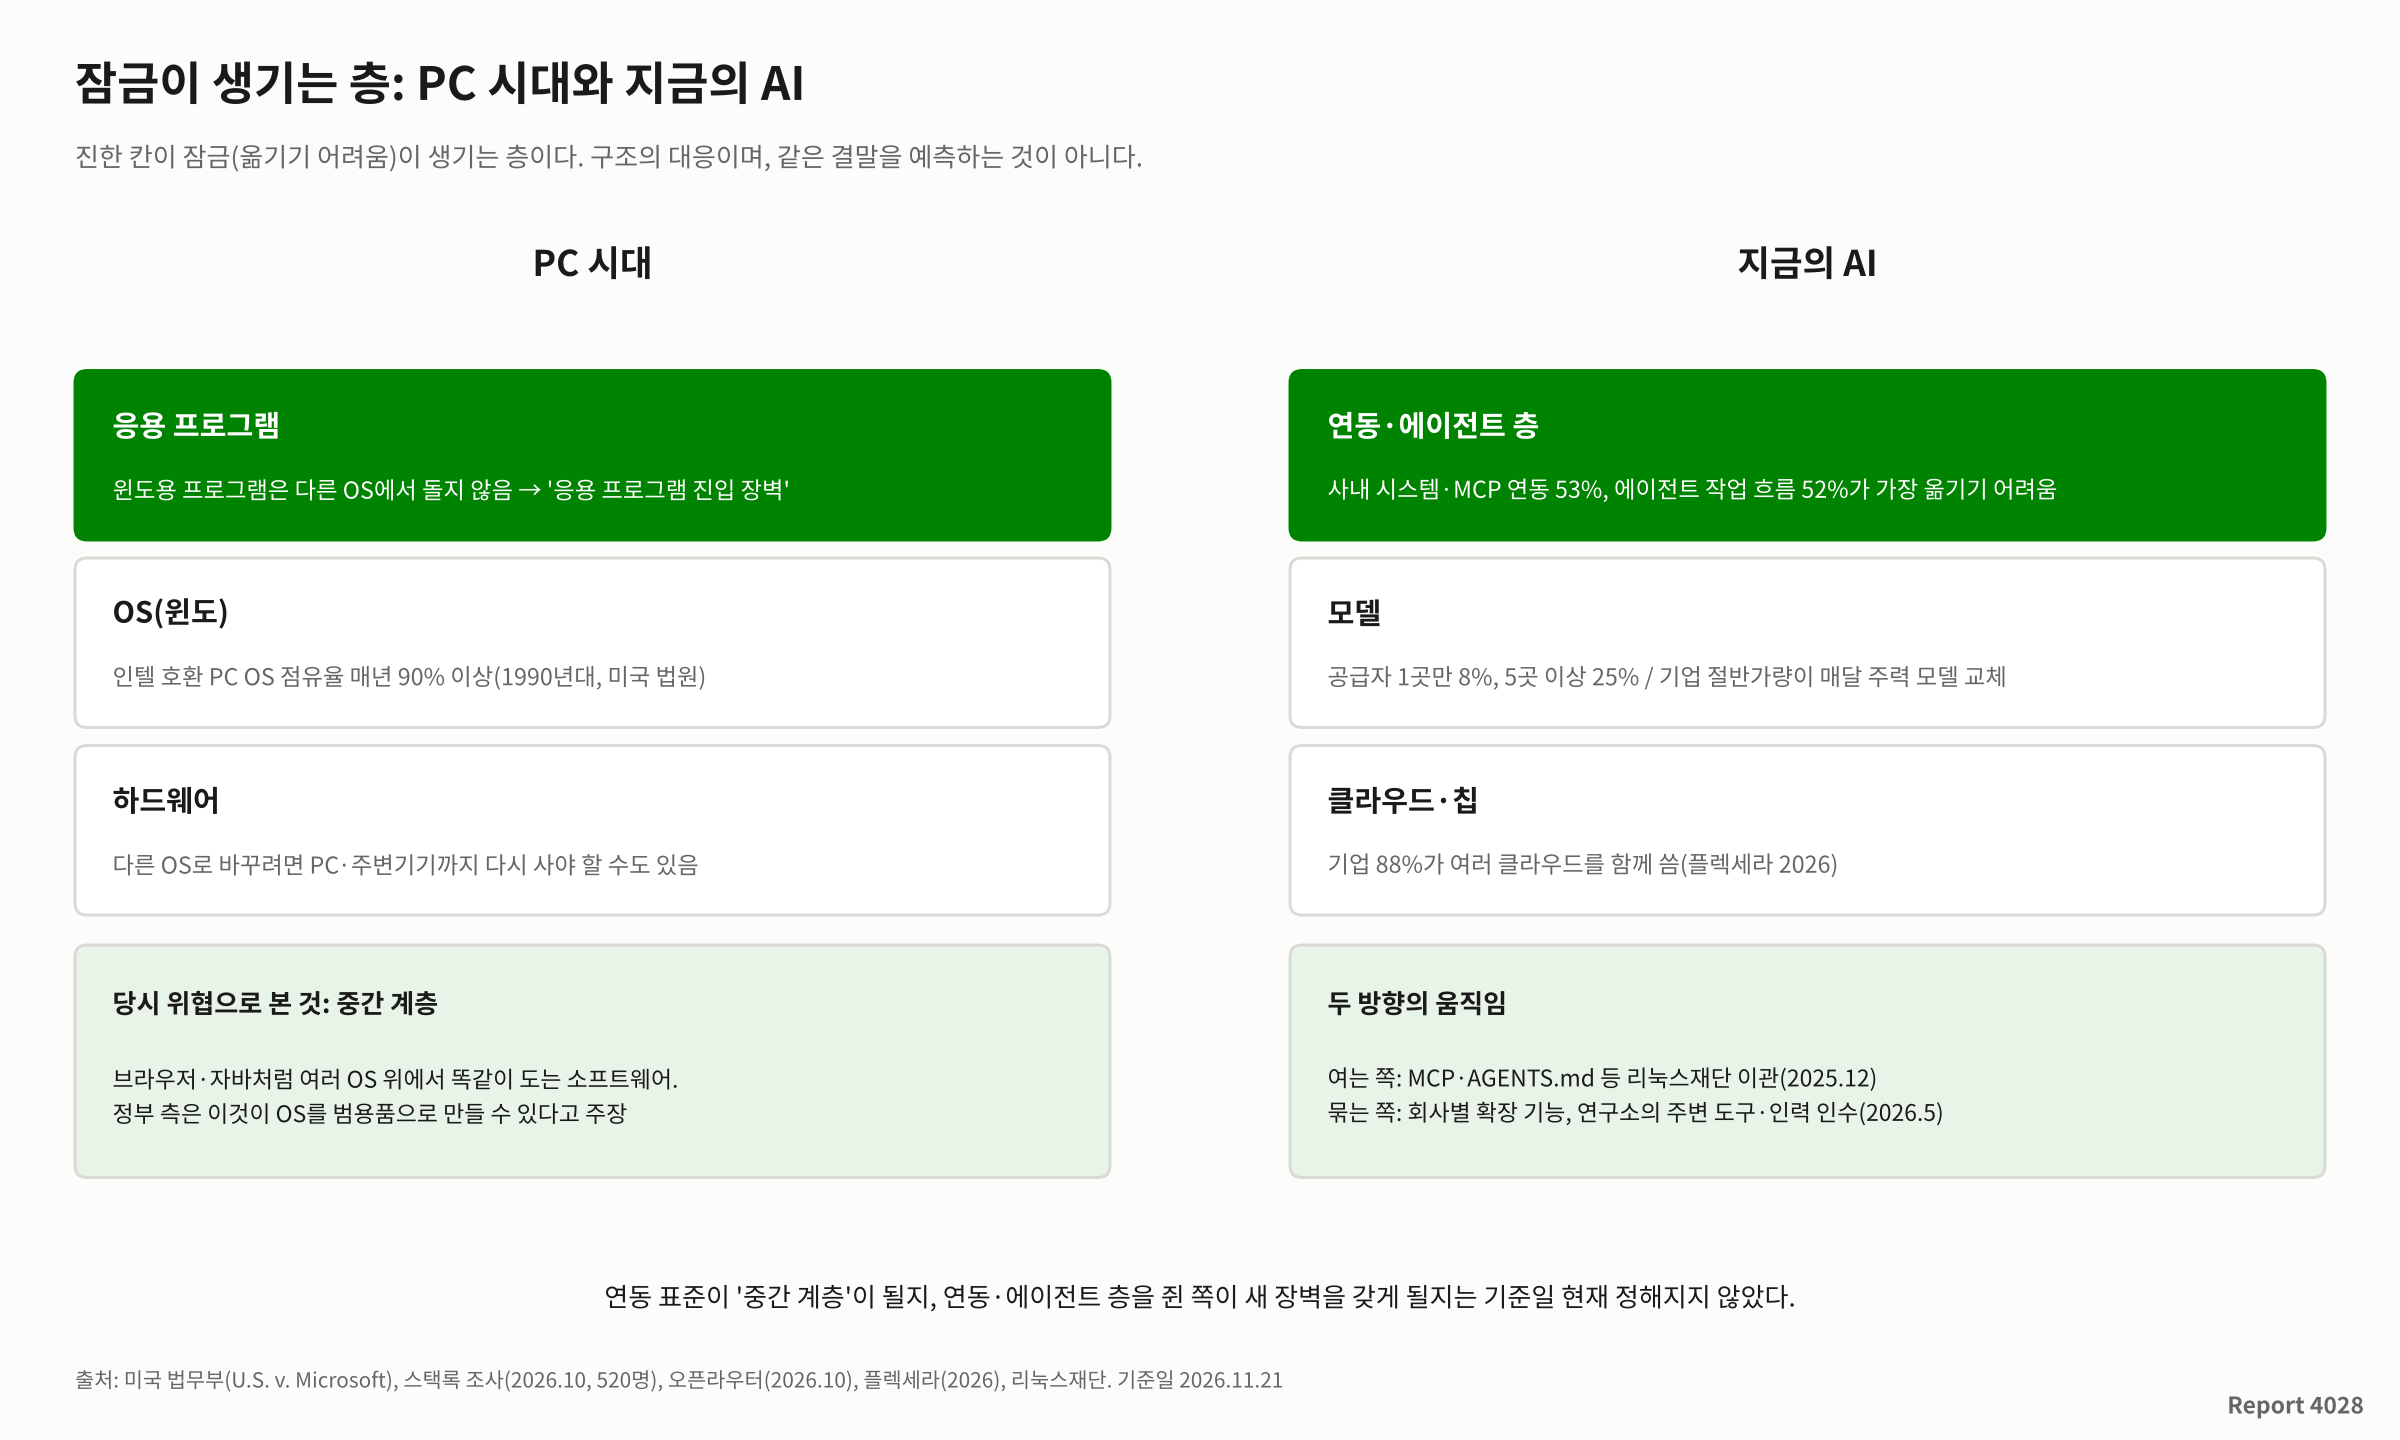 잠금이 생기는 층: PC 시대와 지금의 AI
진한 칸이 잠금(옮기기 어려움)이 생기는 층이다. 구조의 대응이며, 같은 결말을 예측하는 것이 아니다.
PC 시대
응용 프로그램
윈도용 프로그램은 다른 OS에서 돌지 않음 → '응용 프로그램 진입 장벽'
OS(윈도)
인텔 호환 PC OS 점유율 매년 90% 이상(1990년대, 미국 법원)
하드웨어
다른 OS로 바꾸려면 PC·주변기기까지 다시 사야 할 수도 있음
당시 위협으로 본 것: 중간 계층
브라우저·자바처럼 여러 OS 위에서 똑같이 도는 소프트웨어.
정부 측은 이것이 OS를 범용품으로 만들 수 있다고 주장
지금의 AI
연동·에이전트 층
사내 시스템·MCP 연동 53%, 에이전트 작업 흐름 52%가 가장 옮기기 어려움
모델
공급자 1곳만 8%, 5곳 이상 25% / 기업 절반가량이 매달 주력 모델 교체
클라우드·칩
기업 88%가 여러 클라우드를 함께 씀(플렉세라 2026)
두 방향의 움직임
여는 쪽: MCP·AGENTS.md 등 리눅스재단 이관(2025.12)
묶는 쪽: 회사별 확장 기능, 연구소의 주변 도구·인력 인수(2026.5)
연동 표준이 '중간 계층'이 될지, 연동·에이전트 층을 쥔 쪽이 새 장벽을 갖게 될지는 기준일 현재 정해지지 않았다.
출처: 미국 법무부(U.S. v. Microsoft), 스택록 조사(2026.10, 520명), 오픈라우터(2026.10), 플렉세라(2026), 리눅스재단. 기준일 2026.11.21
Report 4028